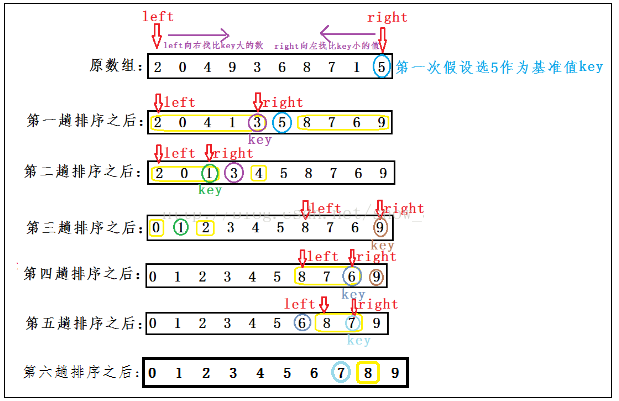 left
right
left向右找比key大的数
right向左找比key小的值
原数组：
2 0 4 9 3 6 8 7 1 5
第一次假设选5作为基准值key
left right
第一趟排序之后：
2 0 4 1 3 5 8 7 6 9
key
left right
第二趟排序之后：
2 0 1 3 4 5 8 7 6 9
key
left right
第三趟排序之后：
0 1 2 3 4 5 8 7 6 9
key
left right
第四趟排序之后：
0 1 2 3 4 5 8 7 6 9
key
left right
第五趟排序之后：
0 1 2 3 4 5 6 8 7 9
key
第六趟排序之后：
0 1 2 3 4 5 6 7 8 9